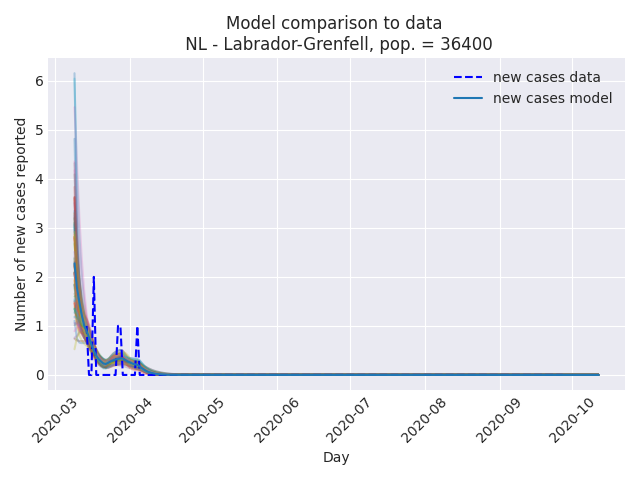 Model comparison to data
NL - Labrador-Grenfell, pop. = 36400
new cases data
new cases model
Number of new cases reported
6
5
4
3
2
1
0
2020-03
2020-04
2020-05
2020-06
2020-07
2020-08
2020-09
2020-10
Day